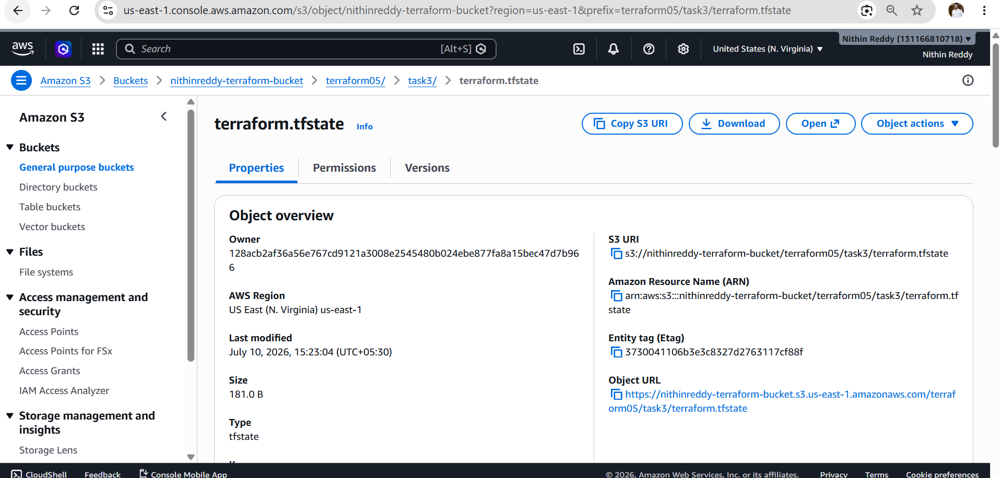 us-east-1.console.aws.amazon.com/s3/object/nithinreddy-terraform-bucket?region=us-east-1&prefix=terraform05/task3/terraform.tfstate
aws
Search
[Alt+S]
United States (N. Virginia)
Nithin Reddy (131166810718)
Nithin Reddy
Amazon S3
Buckets
nithinreddy-terraform-bucket
terraform05/
task3/
terraform.tfstate
Amazon S3
Buckets
General purpose buckets
Directory buckets
Table buckets
Vector buckets
Files
File systems
Access management and
security
Access Points
Access Points for FSx
Access Grants
IAM Access Analyzer
Storage management and
insights
Storage Lens
terraform.tfstate
Info
Copy S3 URI
Download
Open
Object actions
Properties
Permissions
Versions
Object overview
Owner
128acb2af36a56e767cd9121a3008e2545480b024ebe877fa8a15bec47d7b96
6
AWS Region
US East (N. Virginia) us-east-1
Last modified
July 10, 2026, 15:23:04 (UTC+05:30)
Size
181.0 B
Type
tfstate
S3 URI
s3://nithinreddy-terraform-bucket/terraform05/task3/terraform.tfstate
Amazon Resource Name (ARN)
arn:aws:s3:::nithinreddy-terraform-bucket/terraform05/task3/terraform.tf
state
Entity tag (Etag)
3730041106b3e3c8327d2763117cf88f
Object URL
https://nithinreddy-terraform-bucket.s3.us-east-1.amazonaws.com/terraf
orm05/task3/terraform.tfstate
CloudShell
Feedback
Console Mobile App
© 2026, Amazon Web Services, Inc. or its affiliates.
Privacy
Terms
Cookie preferences